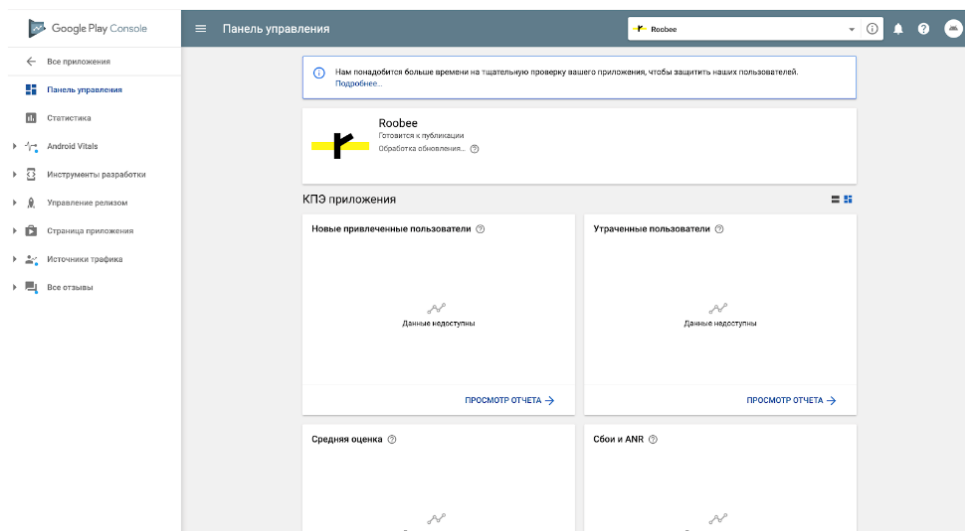 Google Play Console
Панель управления
Roobee
Все приложения
Панель управления
Статистика
Android Vitals
Инструменты разработки
Управление релизом
Страница приложения
Источники трафика
Все отзывы
Нам понадобится больше времени на тщательную проверку вашего приложения, чтобы защитить наших пользователей.
Подробнее…
Roobee
Готовится к публикации
Обработка обновления…
КПЭ приложения
Новые привлеченные пользователи
Данные недоступны
ПРОСМОТР ОТЧЕТА
Утраченные пользователи
Данные недоступны
ПРОСМОТР ОТЧЕТА
Средняя оценка
Сбои и ANR